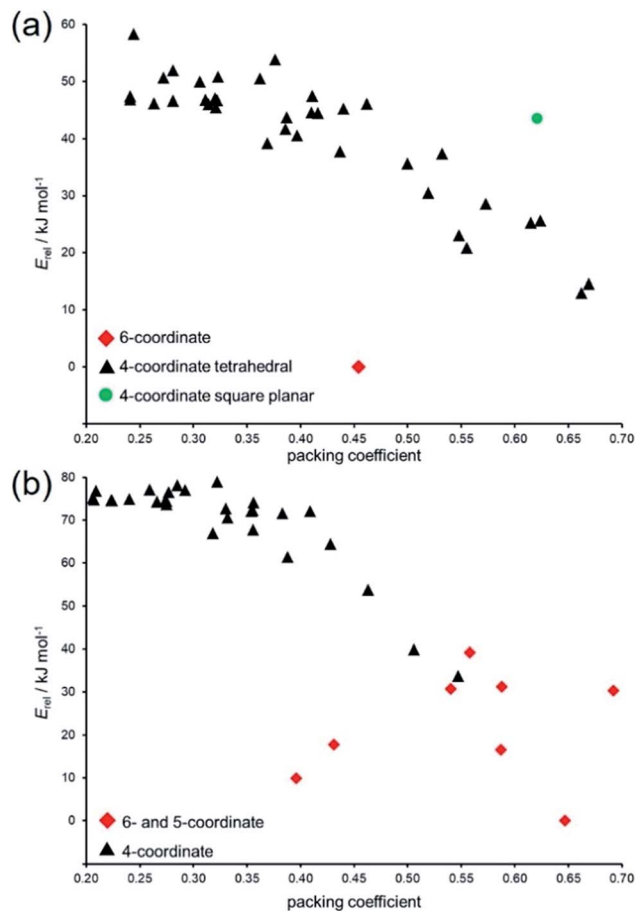 (a)
60
50
40
30
20
10
0
E_rel / kJ mol⁻¹
6-coordinate
4-coordinate tetrahedral
4-coordinate square planar
0.20 0.25 0.30 0.35 0.40 0.45 0.50 0.55 0.60 0.65 0.70
packing coefficient
(b)
80
70
60
50
40
30
20
10
0
E_rel / kJ mol⁻¹
6- and 5-coordinate
4-coordinate
0.20 0.25 0.30 0.35 0.40 0.45 0.50 0.55 0.60 0.65 0.70
packing coefficient